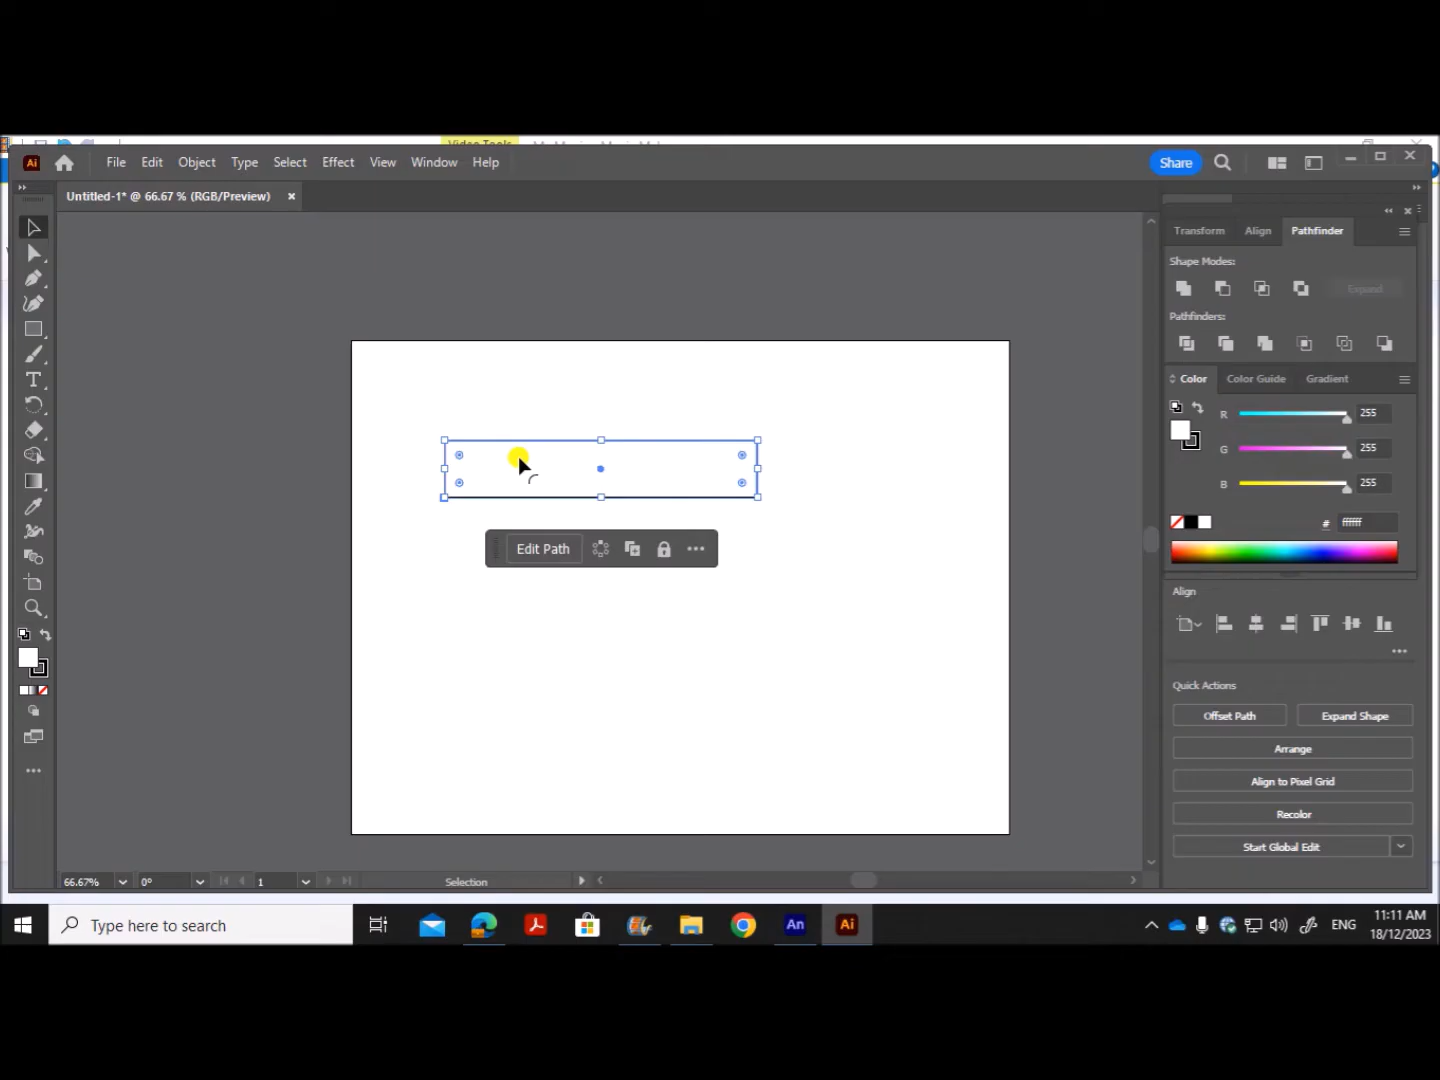 Video Tools
Ai File Edit Object Type Select Effect View Window Help Share
Untitled-1* @ 66.67 % (RGB/Preview)
Transform Align Pathfinder
Shape Modes:
Expand
Pathfinders:
Color Color Guide Gradient
R 255
G 255
B 255
# ffffff
Edit Path
Align
Quick Actions
Offset Path Expand Shape
Arrange
Align to Pixel Grid
Recolor
Start Global Edit
66.67% 0° 1 Selection
Type here to search
An Ai
ENG
11:11 AM
18/12/2023